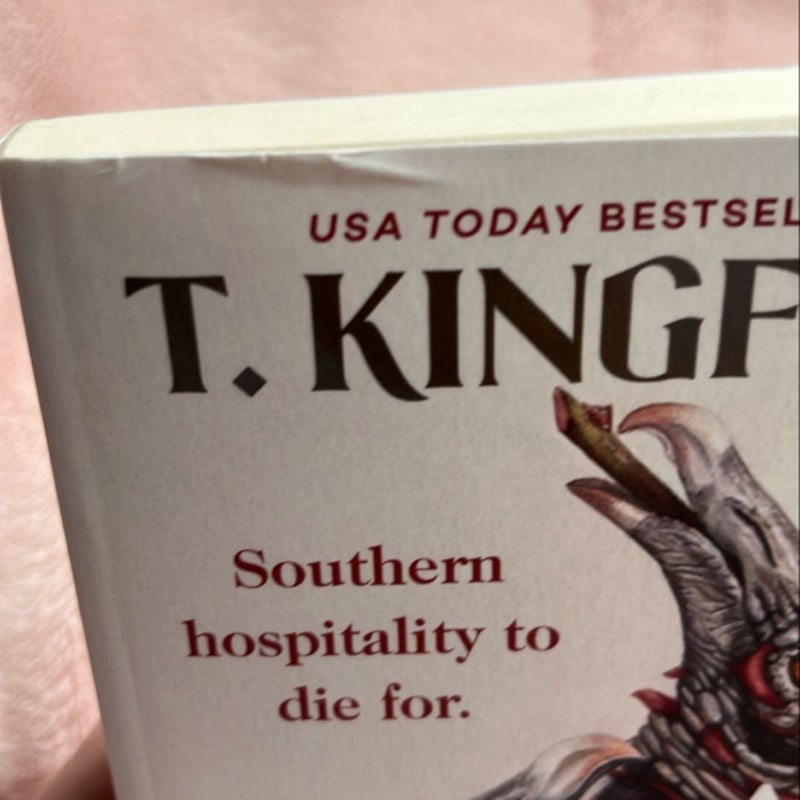 USA TODAY BESTSEL
T. KINGF
Southern
hospitality to
die for.